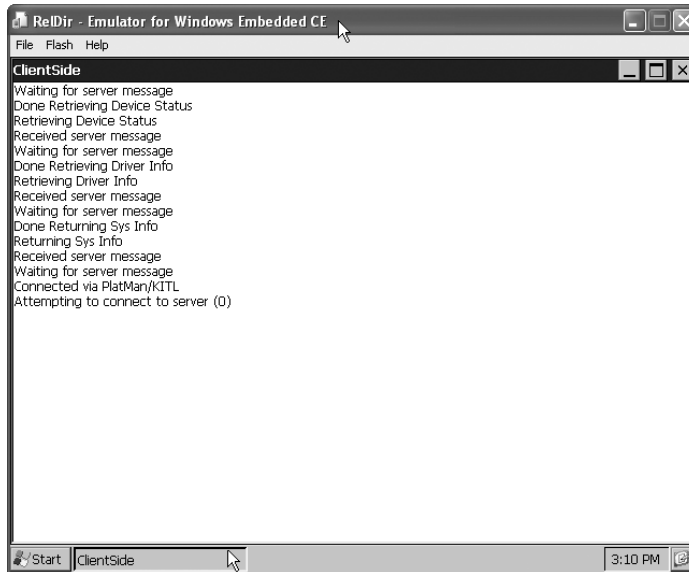 RelDir - Emulator for Windows Embedded CE
File Flash Help
ClientSide
Waiting for server message
Done Retrieving Device Status
Retrieving Device Status
Received server message
Waiting for server message
Done Retrieving Driver Info
Retrieving Driver Info
Received server message
Waiting for server message
Done Returning Sys Info
Returning Sys Info
Received server message
Waiting for server message
Connected via PlatMan/KITL
Attempting to connect to server (0)
Start ClientSide 3:10 PM